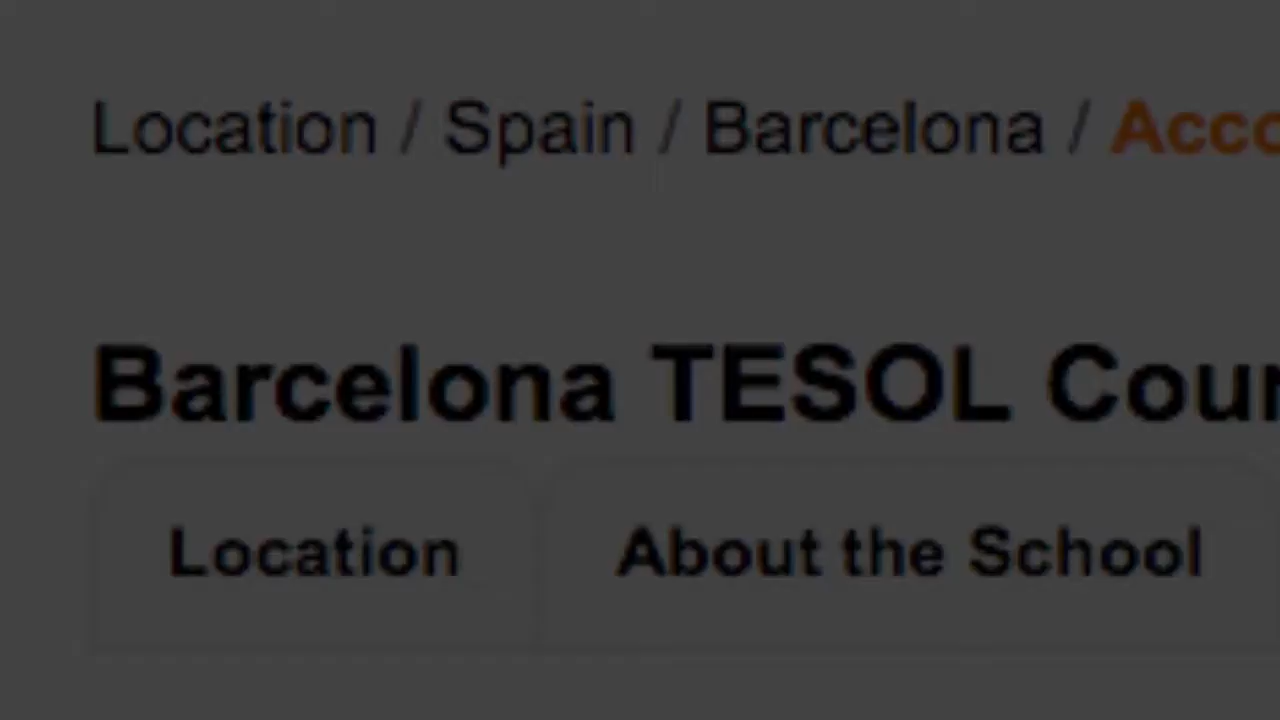 Location / Spain / Barcelona /
Barcelona TESOL
Location
About the School